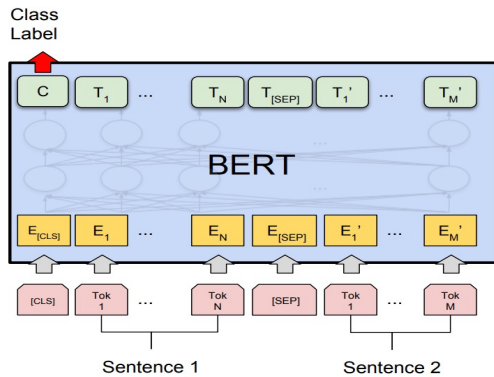 Class
Label
C T1 ... TN T[SEP] T1' ... TM'
...
BERT
...
E[CLS] E1 ... EN E[SEP] E1' ... EM'
[CLS] Tok 1 ... Tok N [SEP] Tok 1 ... Tok M
Sentence 1 Sentence 2